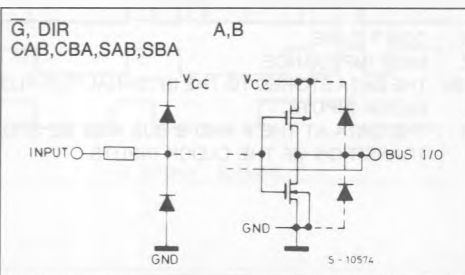 G̅, DIR A,B
CAB,CBA,SAB,SBA
VCC VCC
INPUT BUS I/O
GND
GND S-10574